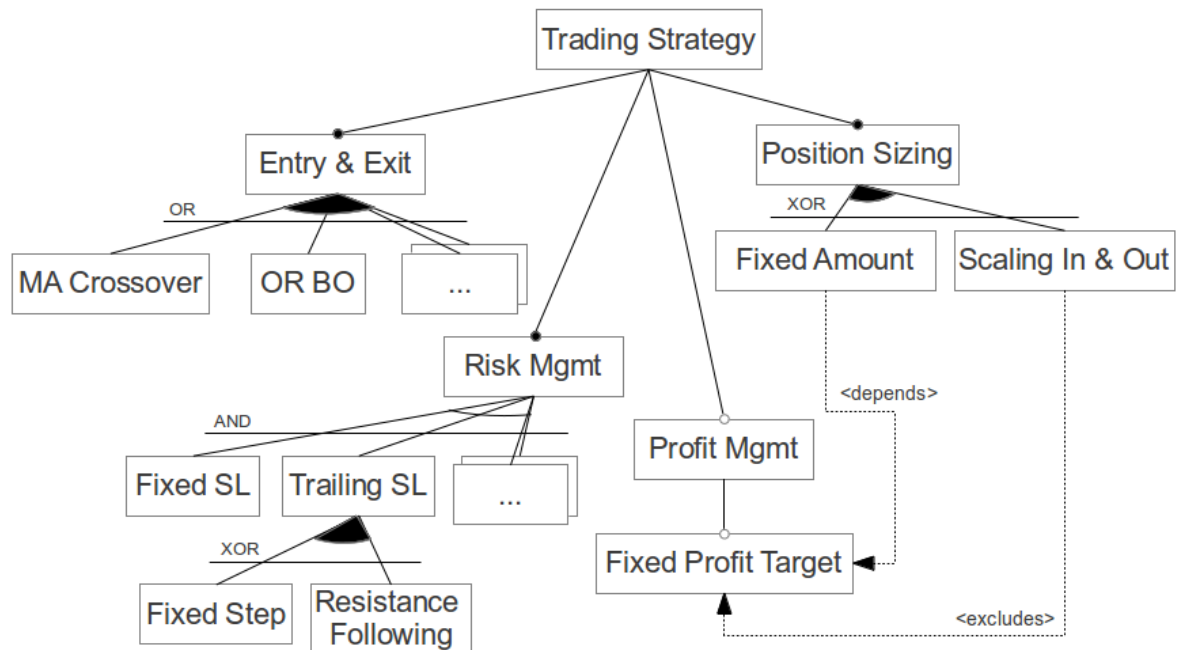 Trading Strategy
Entry & Exit
Position Sizing
OR
XOR
MA Crossover
OR BO
...
Fixed Amount
Scaling In & Out
Risk Mgmt
<depends>
AND
Profit Mgmt
Fixed SL
Trailing SL
...
XOR
Fixed Profit Target
Fixed Step
Resistance
Following
<excludes>